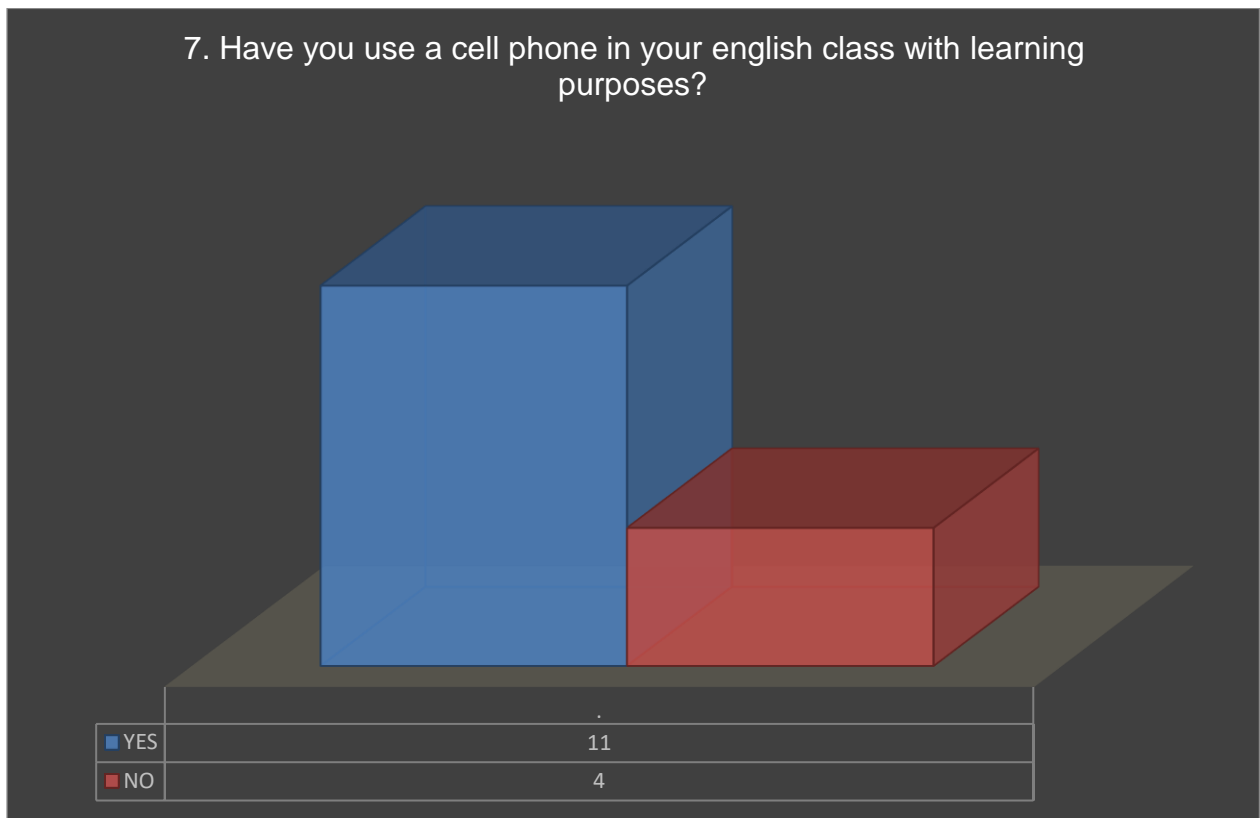 7. Have you use a cell phone in your english class with learning
purposes?
.
YES 11
NO 4